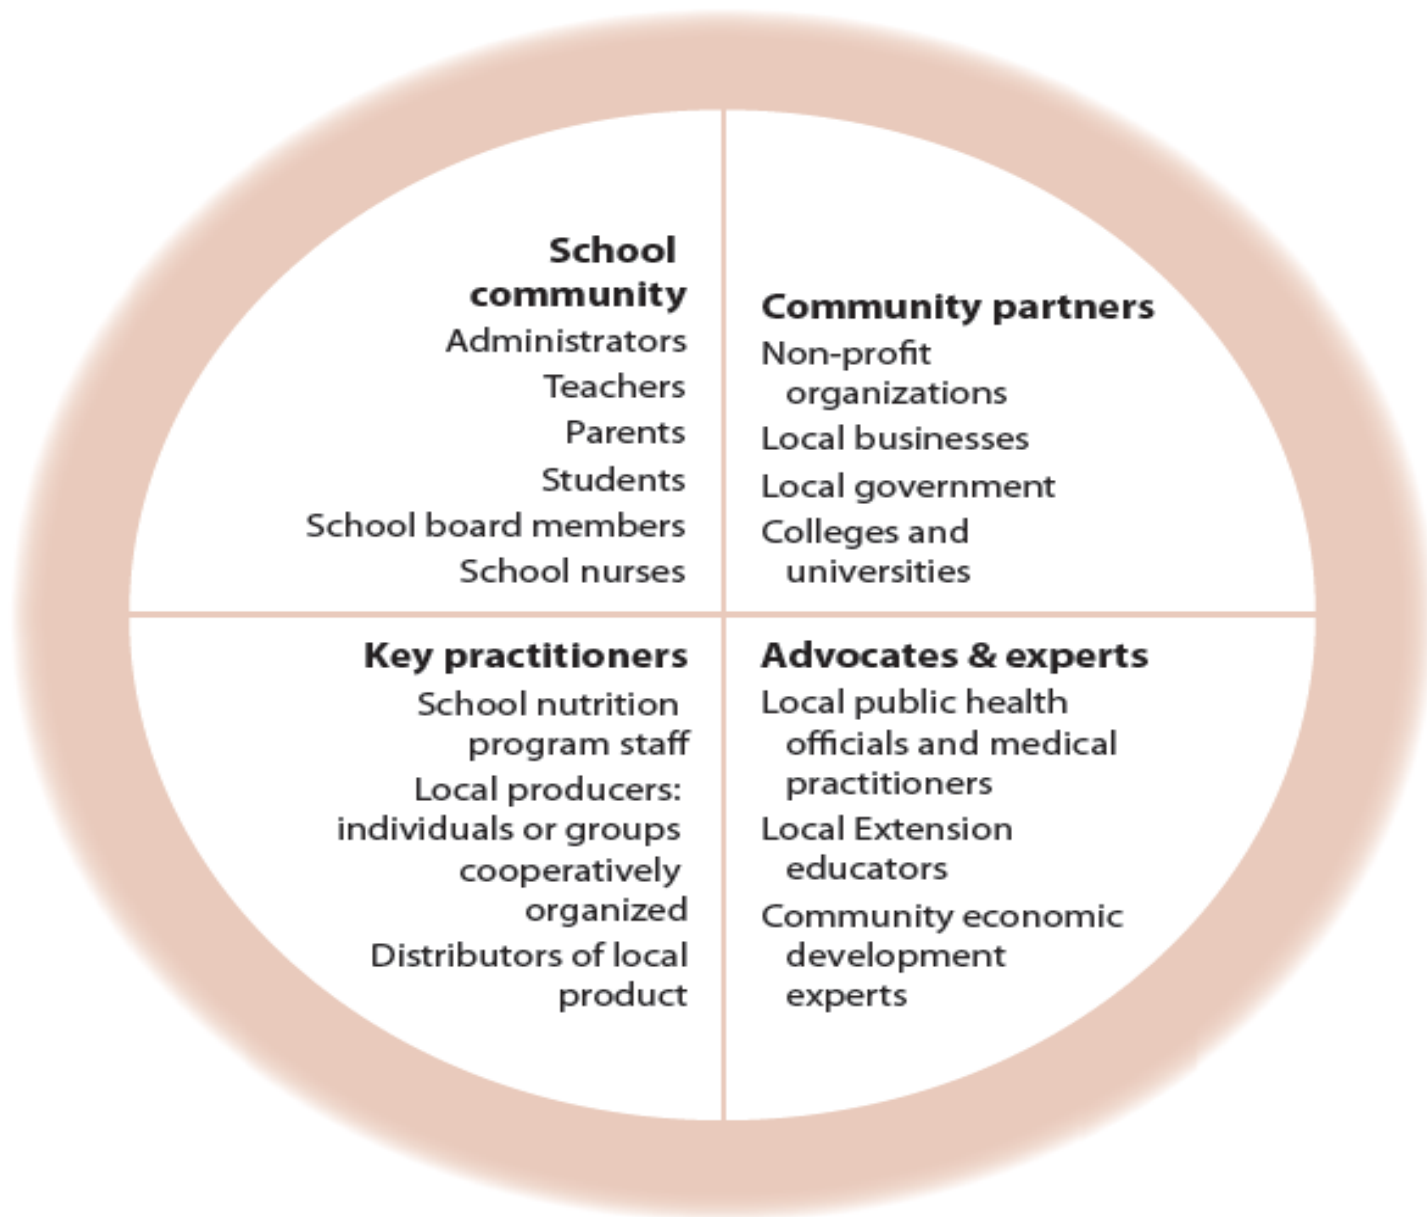 School
community
Administrators
Teachers
Parents
Students
School board members
School nurses
Community partners
Non-profit
organizations
Local businesses
Local government
Colleges and
universities
Key practitioners
School nutrition
program staff
Local producers:
individuals or groups
cooperatively
organized
Distributors of local
product
Advocates & experts
Local public health
officials and medical
practitioners
Local Extension
educators
Community economic
development
experts